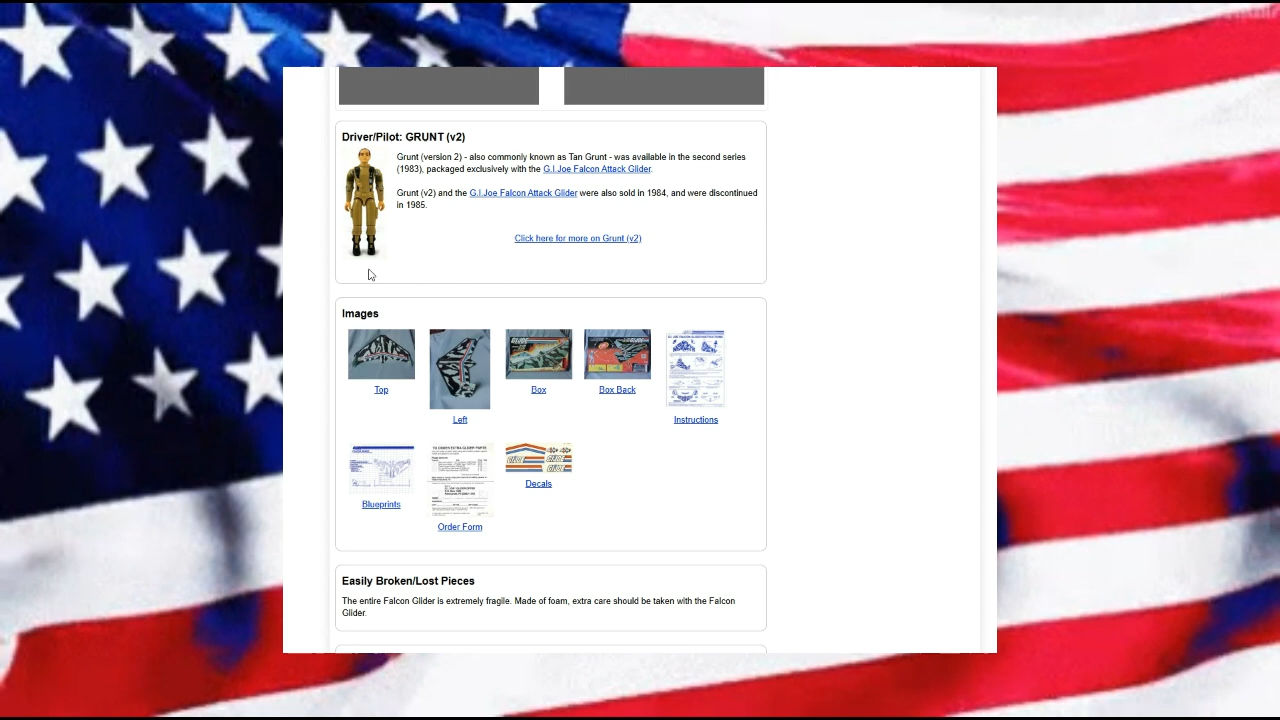 Driver/Pilot: GRUNT (v2)
Grunt (version 2) - also commonly known as Tan Grunt - was available in the second series
(1983), packaged exclusively with the G.I.Joe Falcon Attack Glider.
Grunt (v2) and the G.I.Joe Falcon Attack Glider were also sold in 1984, and were discontinued
in 1985.
Click here for more on Grunt (v2)
Images
Top
Left
Box
Box Back
Instructions
Blueprints
Order Form
Decals
Easily Broken/Lost Pieces
The entire Falcon Glider is extremely fragile. Made of foam, extra care should be taken with the Falcon
Glider.